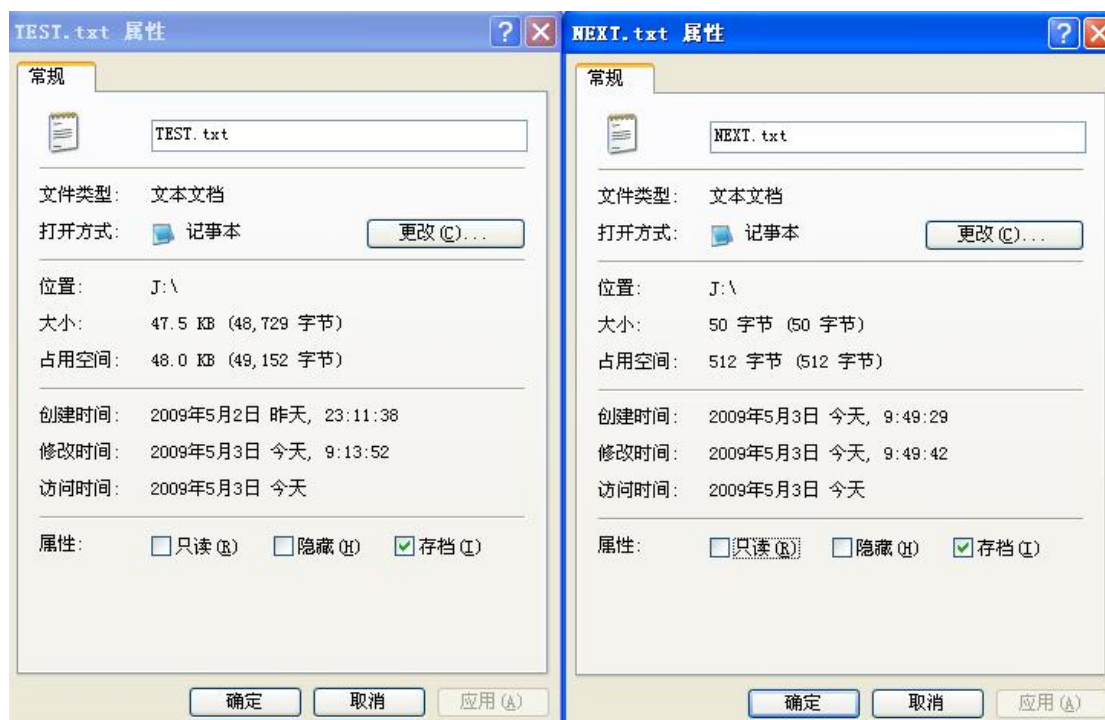 TEST.txt 属性
常规
TEST.txt
文件类型: 文本文档
打开方式: 记事本 更改(C)...
位置: J:\
大小: 47.5 KB (48,729 字节)
占用空间: 48.0 KB (49,152 字节)
创建时间: 2009年5月2日 昨天, 23:11:38
修改时间: 2009年5月3日 今天, 9:13:52
访问时间: 2009年5月3日 今天
属性: 只读(R) 隐藏(H) 存档(I)
确定 取消 应用(A)
NEXT.txt 属性
常规
NEXT.txt
文件类型: 文本文档
打开方式: 记事本 更改(C)...
位置: J:\
大小: 50 字节 (50 字节)
占用空间: 512 字节 (512 字节)
创建时间: 2009年5月3日 今天, 9:49:29
修改时间: 2009年5月3日 今天, 9:49:42
访问时间: 2009年5月3日 今天
属性: 只读(R) 隐藏(H) 存档(I)
确定 取消 应用(A)